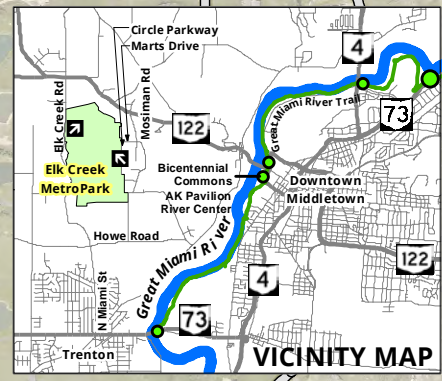 Circle Parkway
Marts Drive
4
Elk Creek Rd
Mosiman Rd
Great Miami River Trail
73
122
Elk Creek
MetroPark
Bicentennial
Commons
AK Pavilion
River Center
Downtown
Middletown
Howe Road
Great Miami River
122
4
N Miami St
73
Trenton
VICINITY MAP